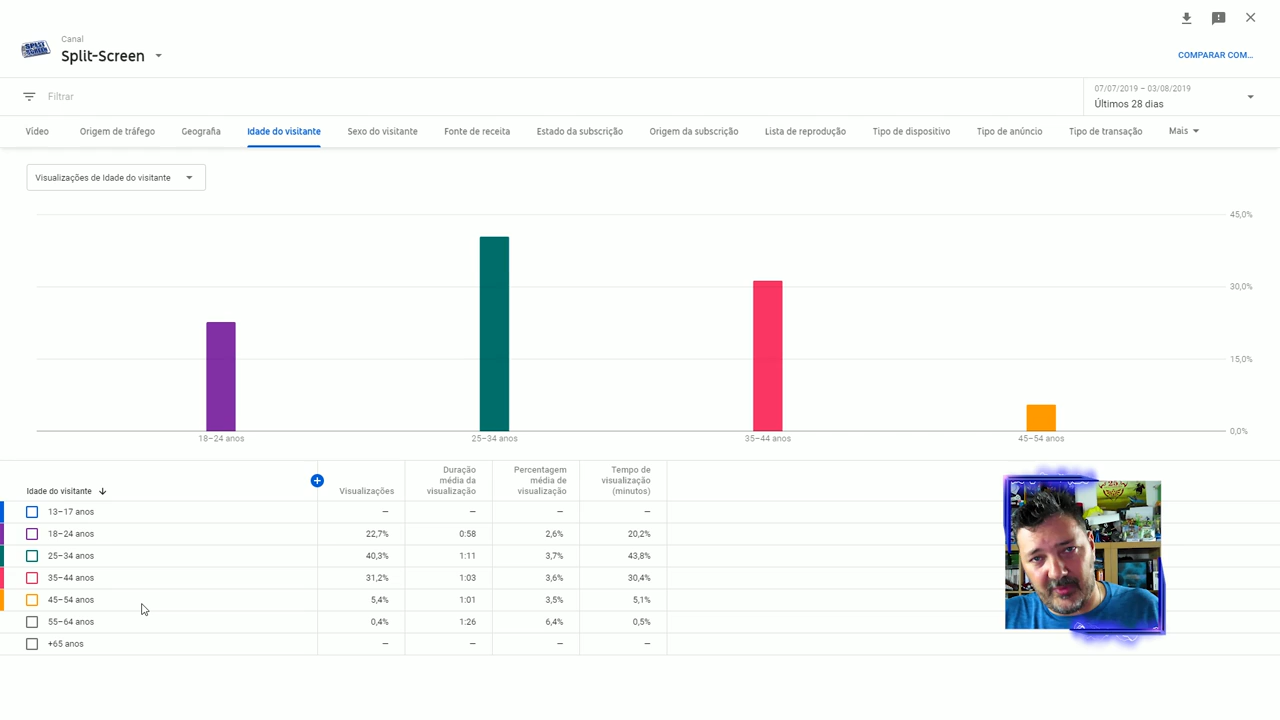 Canal
SPLIT SCREEN
Split-Screen
COMPARAR COM...
Filtrar
07/07/2019 – 03/08/2019
Últimos 28 dias
Vídeo Origem de tráfego Geografia Idade do visitante Sexo do visitante Fonte de receita Estado da subscrição Origem da subscrição Lista de reprodução Tipo de dispositivo Tipo de anúncio Tipo de transação Mais
Visualizações de Idade do visitante
45,0%
30,0%
15,0%
0,0%
18–24 anos 25–34 anos 35–44 anos 45–54 anos
Idade do visitante Visualizações Duração média da visualização Percentagem média de visualização Tempo de visualização (minutos)
13–17 anos — — — —
18–24 anos 22,7% 0:58 2,6% 20,2%
25–34 anos 40,3% 1:11 3,7% 43,8%
35–44 anos 31,2% 1:03 3,6% 30,4%
45–54 anos 5,4% 1:01 3,5% 5,1%
55–64 anos 0,4% 1:26 6,4% 0,5%
+65 anos — — — —